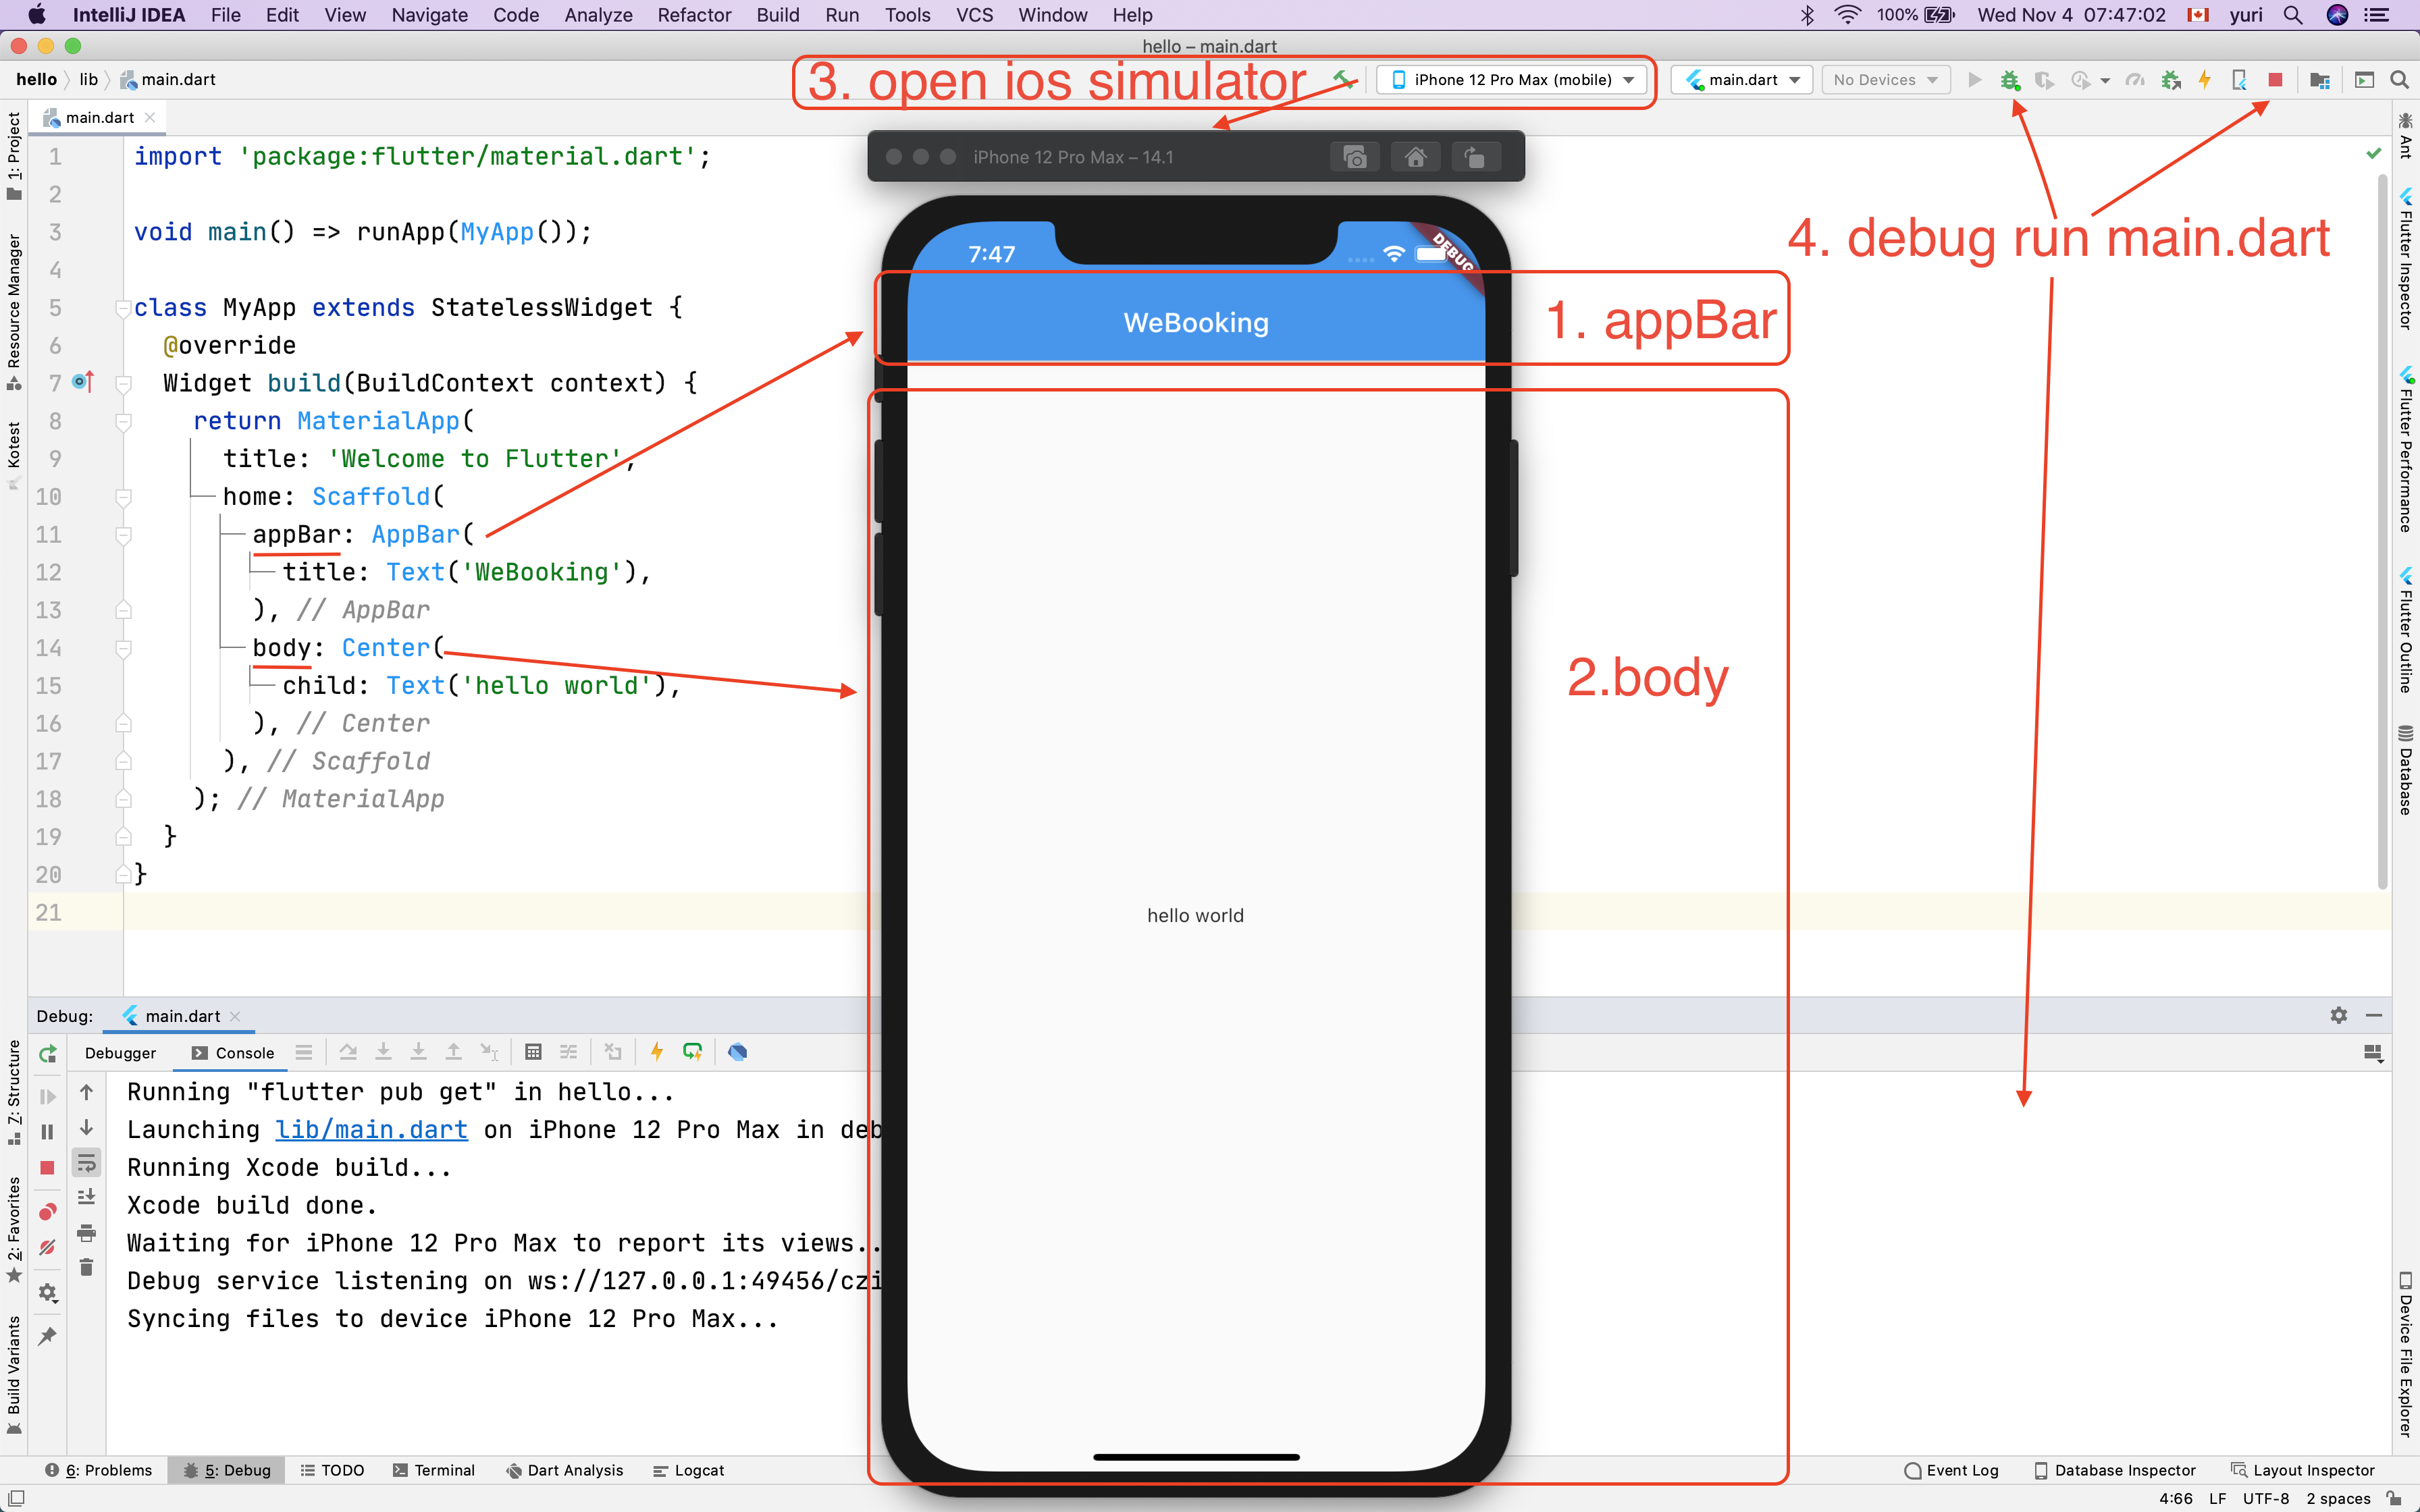 IntelliJ IDEA File Edit View Navigate Code Analyze Refactor Build Run Tools VCS Window Help 100% Wed Nov 4 07:47:02 yuri
hello – main.dart
hello lib main.dart
3. open ios simulator
iPhone 12 Pro Max (mobile) main.dart No Devices
main.dart
1: Project
Resource Manager
Kotest
Z: Structure
2: Favorites
Build Variants
1 import 'package:flutter/material.dart';
2
3 void main() => runApp(MyApp());
4
5 class MyApp extends StatelessWidget {
6 @override
7 Widget build(BuildContext context) {
8 return MaterialApp(
9 title: 'Welcome to Flutter',
10 home: Scaffold(
11 appBar: AppBar(
12 title: Text('WeBooking'),
13 ), // AppBar
14 body: Center(
15 child: Text('hello world'),
16 ), // Center
17 ), // Scaffold
18 ); // MaterialApp
19 }
20 }
21
iPhone 12 Pro Max – 14.1
7:47
DEBUG
WeBooking
hello world
1. appBar
2.body
4. debug run main.dart
Ant
Flutter Inspector
Flutter Performance
Flutter Outline
Database
Device File Explorer
Debug: main.dart
Debugger Console
Running "flutter pub get" in hello...
Launching lib/main.dart on iPhone 12 Pro Max in deb
Running Xcode build...
Xcode build done.
Waiting for iPhone 12 Pro Max to report its views..
Debug service listening on ws://127.0.0.1:49456/czi
Syncing files to device iPhone 12 Pro Max...
6: Problems 5: Debug TODO Terminal Dart Analysis Logcat Event Log Database Inspector Layout Inspector
4:66 LF UTF-8 2 spaces